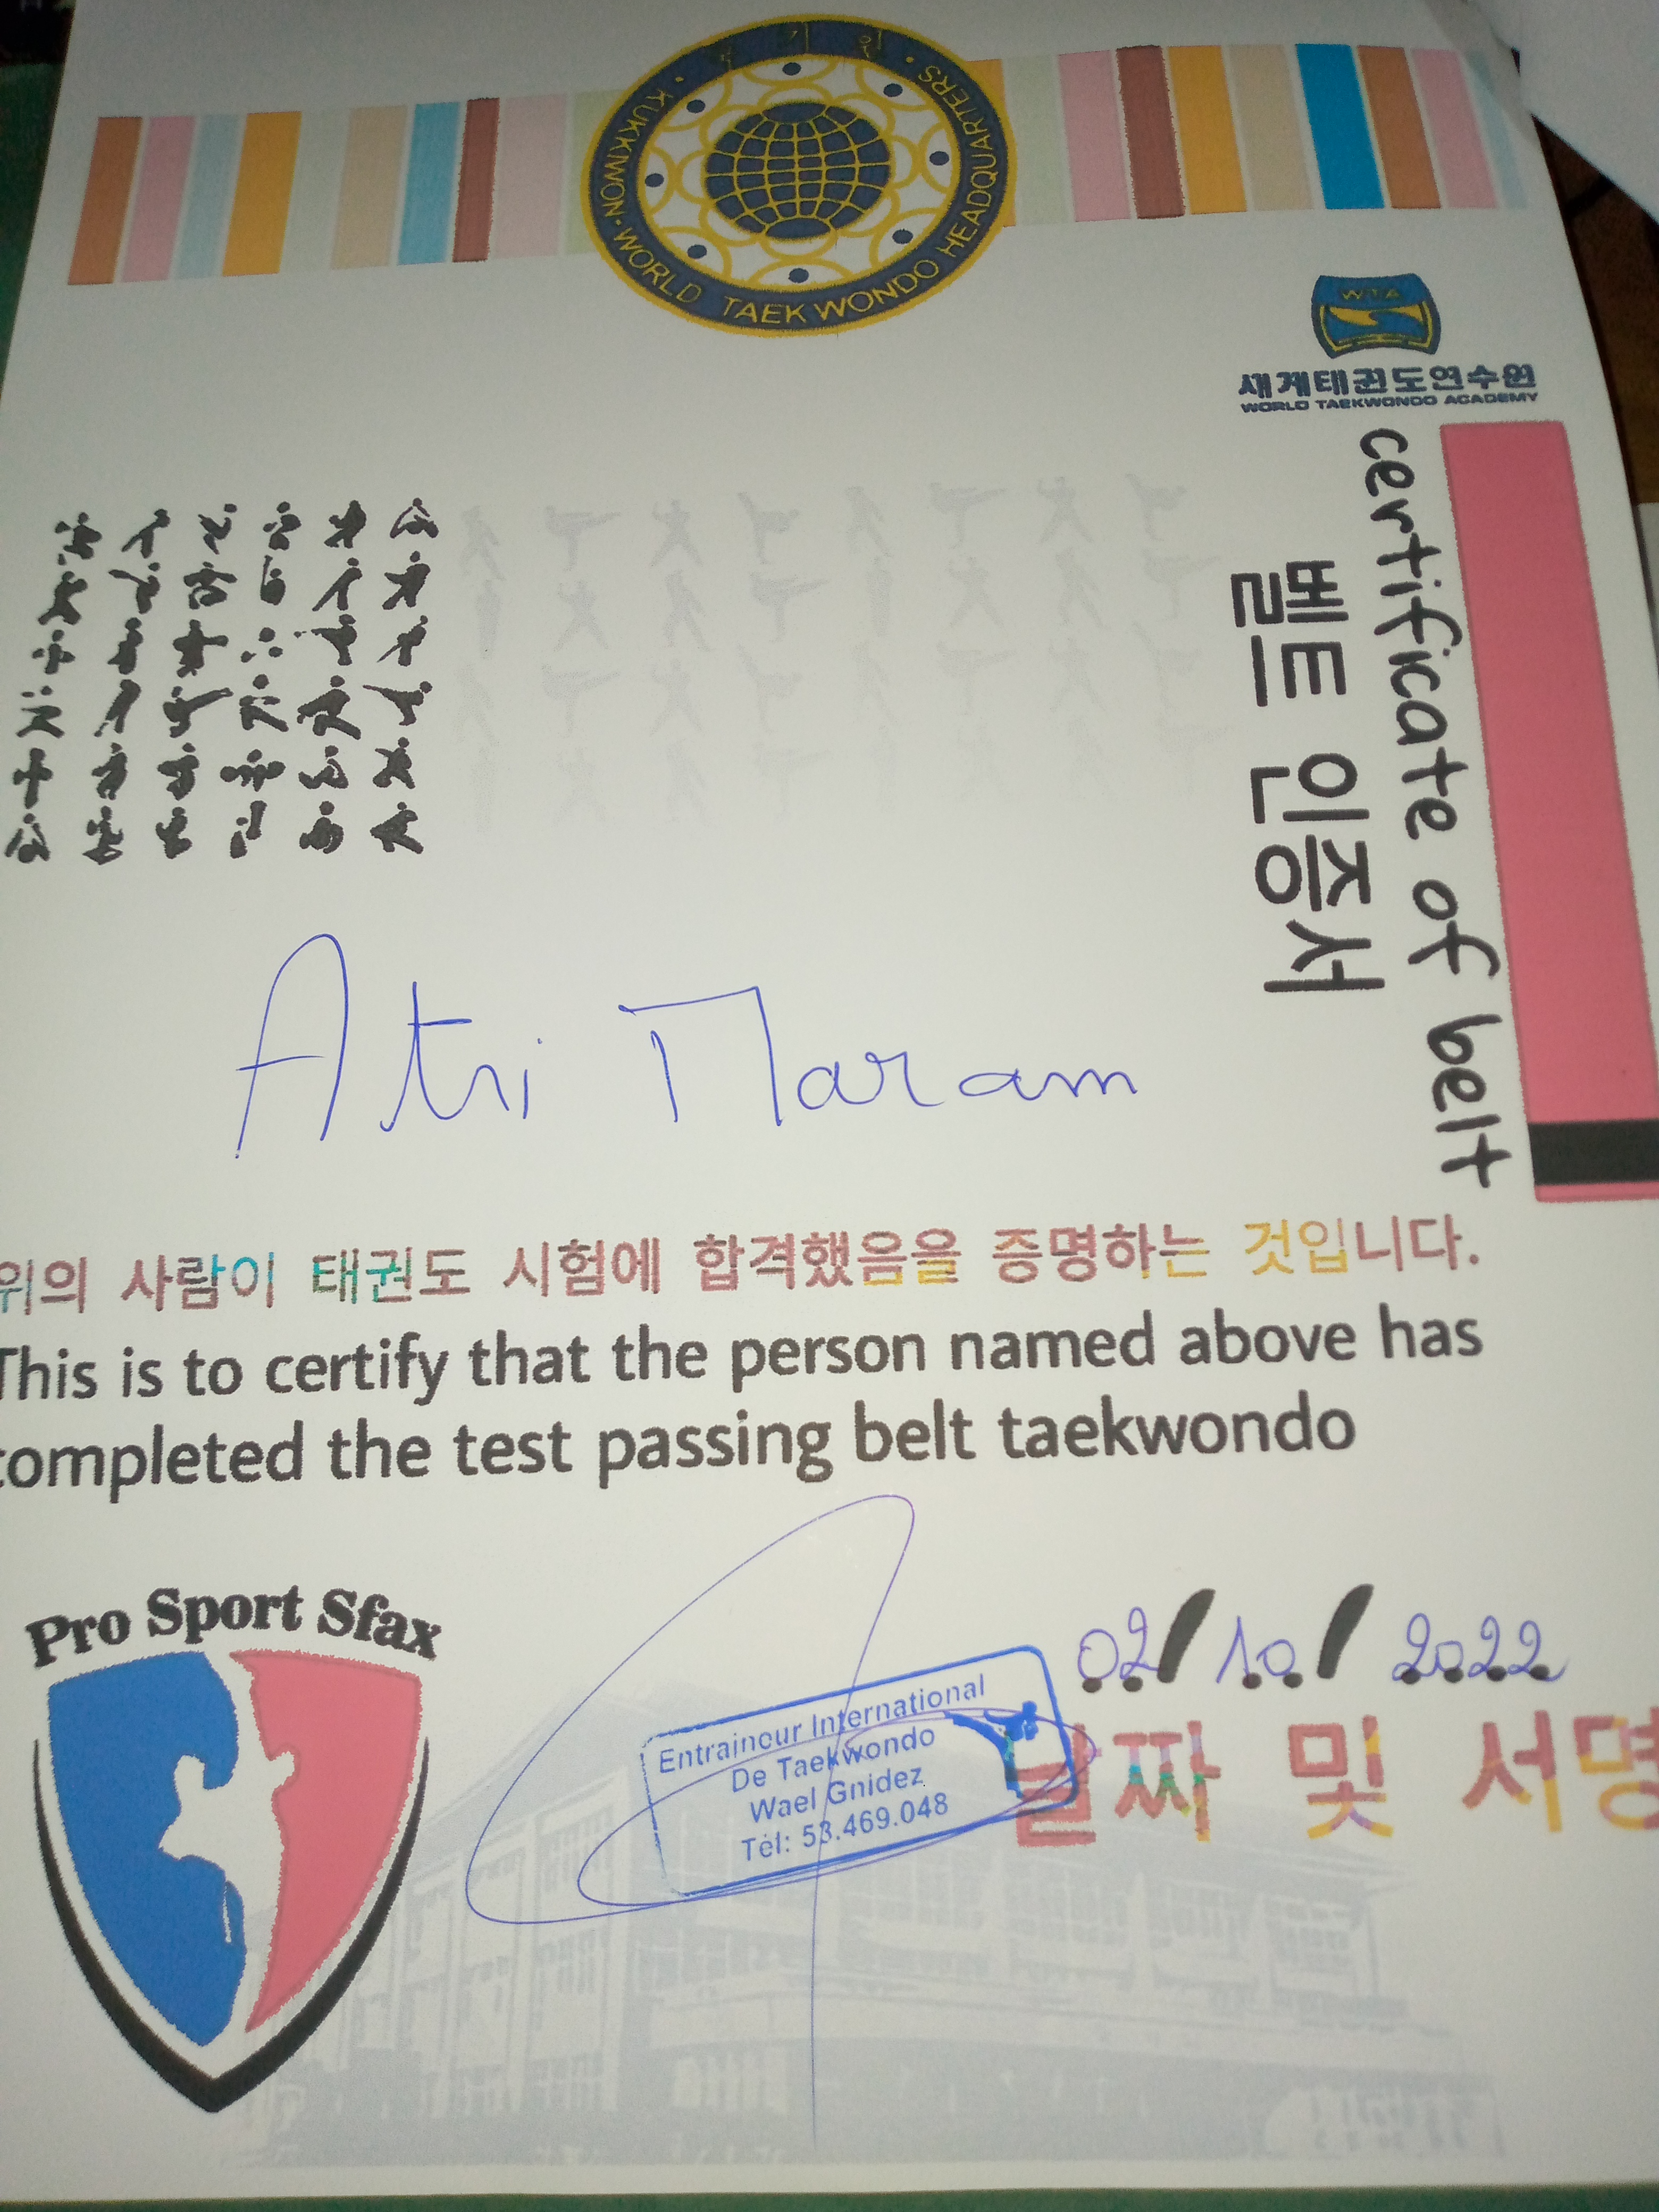 KUKKIWON · WORLD TAEKWONDO HEADQUARTERS
WTA
세계태권도연수원
WORLD TAEKWONDO ACADEMY
certificate of belt
벨트 인증서
Atri Maram
위의 사람이 태권도 시험에 합격했음을 증명하는 것입니다.
This is to certify that the person named above has
completed the test passing belt taekwondo
Pro Sport Sfax
02/10/2022
날짜 및 서명
Entraineur International
De Taekwondo
Wael Gnidez
Tél: 53.469.048